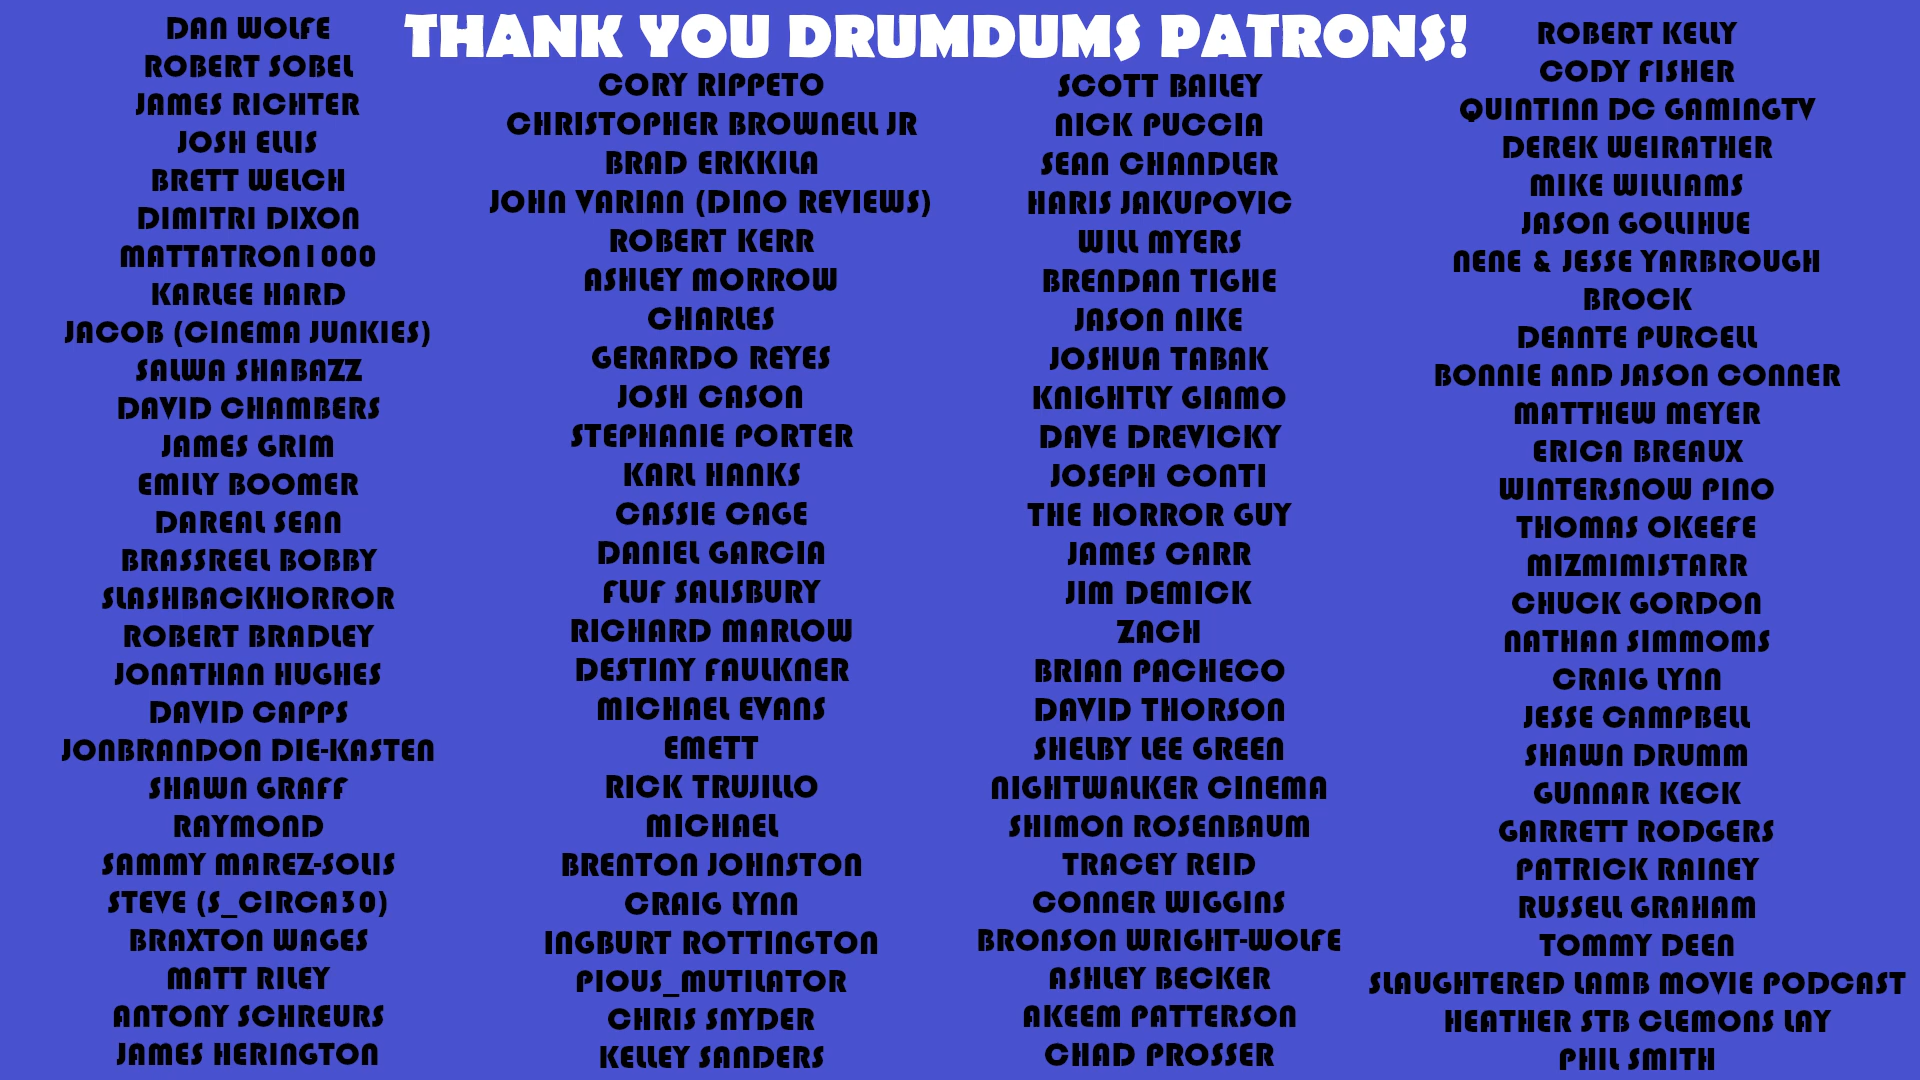 THANK YOU DRUMDUMS PATRONS!
DAN WOLFE
ROBERT SOBEL
JAMES RICHTER
JOSH ELLIS
BRETT WELCH
DIMITRI DIXON
MATTATRON1000
KARLEE HARD
JACOB (CINEMA JUNKIES)
SALWA SHABAZZ
DAVID CHAMBERS
JAMES GRIM
EMILY BOOMER
DAREAL SEAN
BRASSREEL BOBBY
SLASHBACKHORROR
ROBERT BRADLEY
JONATHAN HUGHES
DAVID CAPPS
JONBRANDON DIE-KASTEN
SHAWN GRAFF
RAYMOND
SAMMY MAREZ-SOLIS
STEVE (S_CIRCA30)
BRAXTON WAGES
MATT RILEY
ANTONY SCHREURS
JAMES HERINGTON
CORY RIPPETO
CHRISTOPHER BROWNELL JR
BRAD ERKKILA
JOHN VARIAN (DINO REVIEWS)
ROBERT KERR
ASHLEY MORROW
CHARLES
GERARDO REYES
JOSH CASON
STEPHANIE PORTER
KARL HANKS
CASSIE CAGE
DANIEL GARCIA
FLUF SALISBURY
RICHARD MARLOW
DESTINY FAULKNER
MICHAEL EVANS
EMETT
RICK TRUJILLO
MICHAEL
BRENTON JOHNSTON
CRAIG LYNN
INGBURT ROTTINGTON
PIOUS_MUTILATOR
CHRIS SNYDER
KELLEY SANDERS
SCOTT BAILEY
NICK PUCCIA
SEAN CHANDLER
HARIS JAKUPOVIC
WILL MYERS
BRENDAN TIGHE
JASON NIKE
JOSHUA TABAK
KNIGHTLY GIAMO
DAVE DREVICKY
JOSEPH CONTI
THE HORROR GUY
JAMES CARR
JIM DEMICK
ZACH
BRIAN PACHECO
DAVID THORSON
SHELBY LEE GREEN
NIGHTWALKER CINEMA
SHIMON ROSENBAUM
TRACEY REID
CONNER WIGGINS
BRONSON WRIGHT-WOLFE
ASHLEY BECKER
AKEEM PATTERSON
CHAD PROSSER
ROBERT KELLY
CODY FISHER
QUINTINN DC GAMINGTV
DEREK WEIRATHER
MIKE WILLIAMS
JASON GOLLIHUE
NENE & JESSE YARBROUGH
BROCK
DEANTE PURCELL
BONNIE AND JASON CONNER
MATTHEW MEYER
ERICA BREAUX
WINTERSNOW PINO
THOMAS OKEEFE
MIZMIMISTARR
CHUCK GORDON
NATHAN SIMMOMS
CRAIG LYNN
JESSE CAMPBELL
SHAWN DRUMM
GUNNAR KECK
GARRETT RODGERS
PATRICK RAINEY
RUSSELL GRAHAM
TOMMY DEEN
SLAUGHTERED LAMB MOVIE PODCAST
HEATHER STB CLEMONS LAY
PHIL SMITH